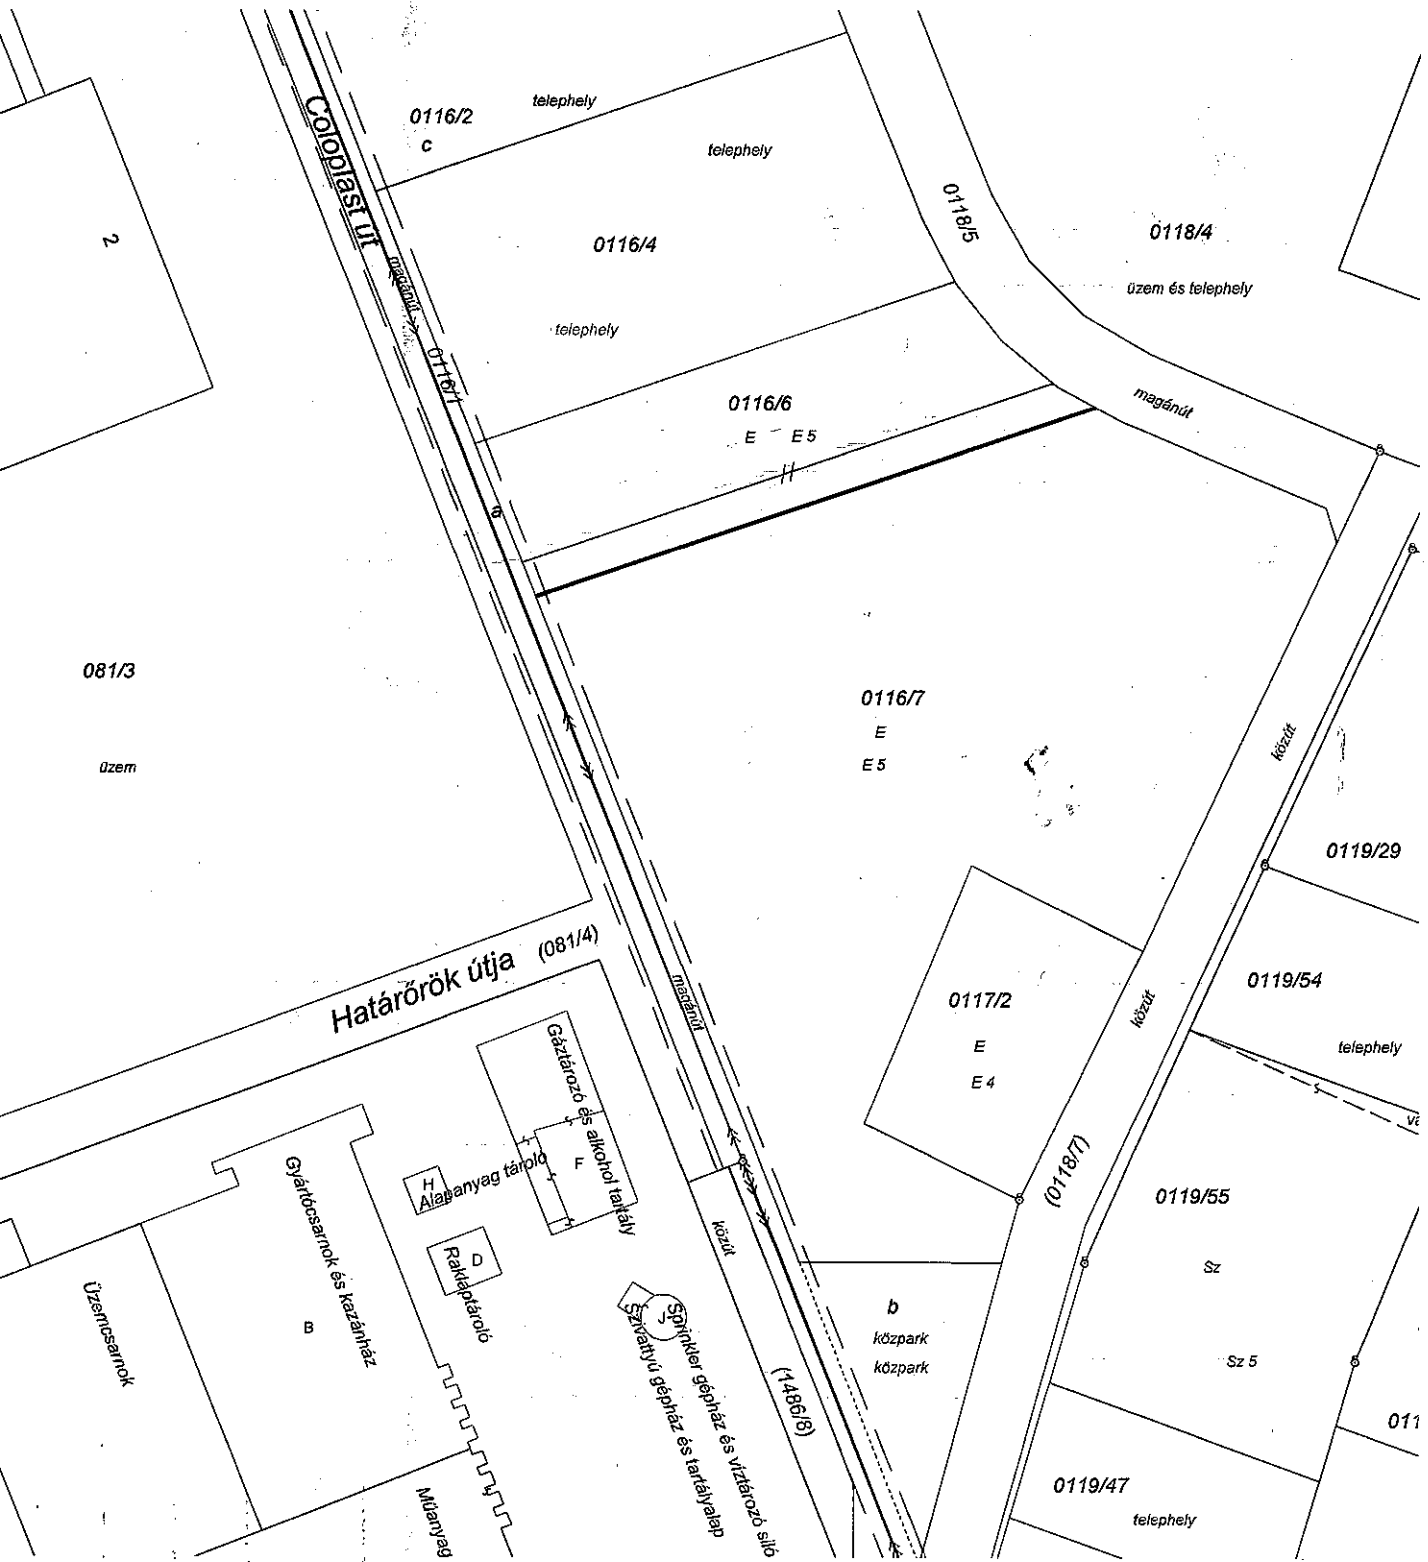 0116/2
c
telephely
telephely
Coloplast út
2
0116/4
0118/5
0118/4
üzem és telephely
magánút
telephely
0116/1
0116/6
E E 5
magánút
081/3
üzem
0116/7
E
E 5
közút
0119/29
Határőrök útja (081/4)
magánút
0117/2
E
E 4
közút
0119/54
telephely
Gáztározó és alkohol tartály
F
H
Alapanyag tároló
D
Raklaptároló
Gyártócsarnok és kazánház
B
Üzemcsarnok
közút
(0118/7)
0119/55
Sz
Sz 5
b
közpark
közpark
J
Sprinkler gépház és víztározó siló
Szivattyú gépház és tartályalap
(1486/8)
Műanyag
0119/47
telephely
011